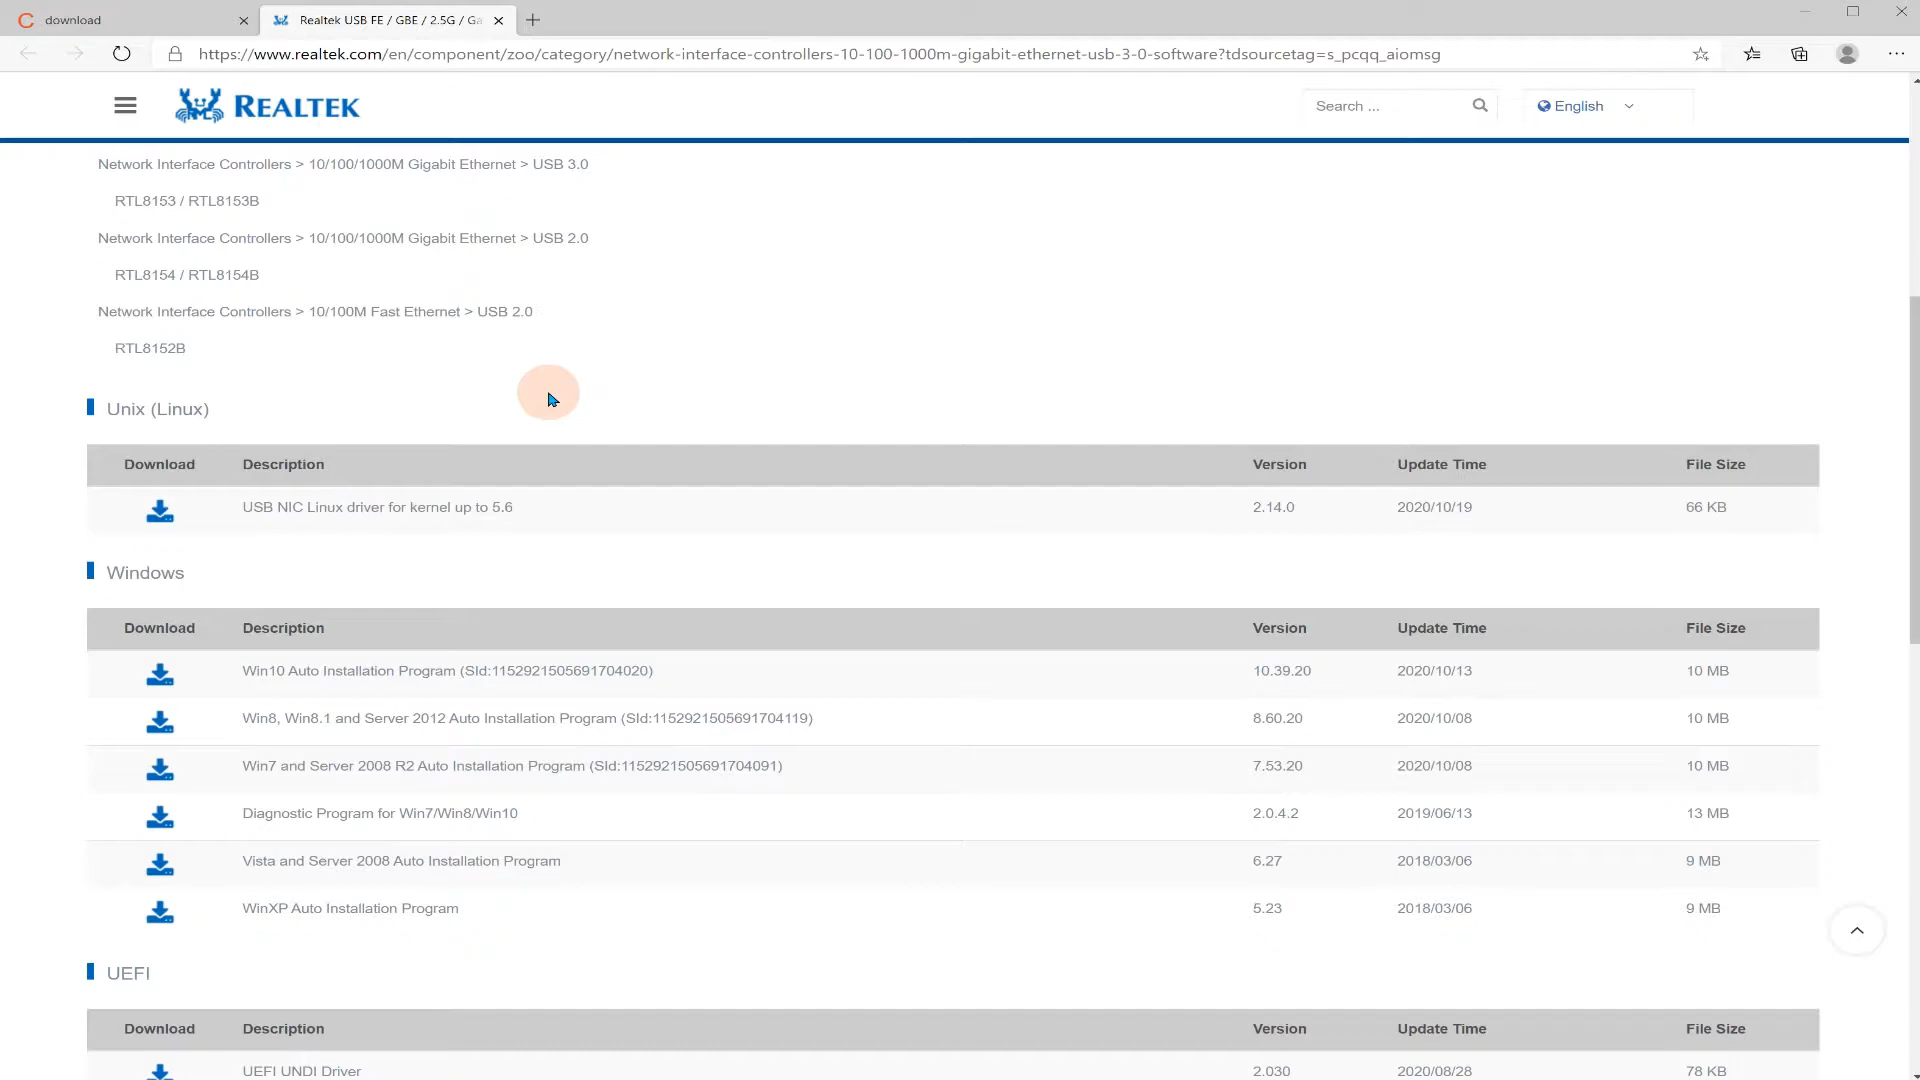 download
Realtek USB FE / GBE / 2.5G / Ga
https://www.realtek.com/en/component/zoo/category/network-interface-controllers-10-100-1000m-gigabit-ethernet-usb-3-0-software?tdsourcetag=s_pcqq_aiomsg
REALTEK
Search ...
English
Network Interface Controllers > 10/100/1000M Gigabit Ethernet > USB 3.0
RTL8153 / RTL8153B
Network Interface Controllers > 10/100/1000M Gigabit Ethernet > USB 2.0
RTL8154 / RTL8154B
Network Interface Controllers > 10/100M Fast Ethernet > USB 2.0
RTL8152B
Unix (Linux)
Download Description Version Update Time File Size
USB NIC Linux driver for kernel up to 5.6 2.14.0 2020/10/19 66 KB
Windows
Download Description Version Update Time File Size
Win10 Auto Installation Program (SId:1152921505691704020) 10.39.20 2020/10/13 10 MB
Win8, Win8.1 and Server 2012 Auto Installation Program (SId:1152921505691704119) 8.60.20 2020/10/08 10 MB
Win7 and Server 2008 R2 Auto Installation Program (SId:1152921505691704091) 7.53.20 2020/10/08 10 MB
Diagnostic Program for Win7/Win8/Win10 2.0.4.2 2019/06/13 13 MB
Vista and Server 2008 Auto Installation Program 6.27 2018/03/06 9 MB
WinXP Auto Installation Program 5.23 2018/03/06 9 MB
UEFI
Download Description Version Update Time File Size
UEFI UNDI Driver 2.030 2020/08/28 78 KB